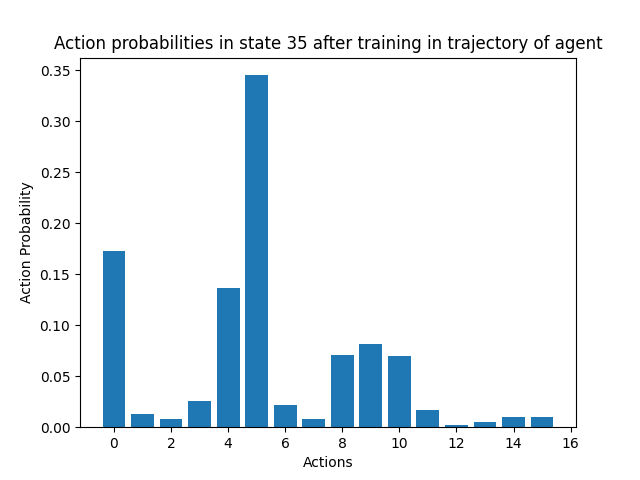 Action probabilities in state 35 after training in trajectory of agent
0.35
0.30
0.25
0.20
0.15
0.10
0.05
0.00
Action Probability
0 2 4 6 8 10 12 14 16
Actions